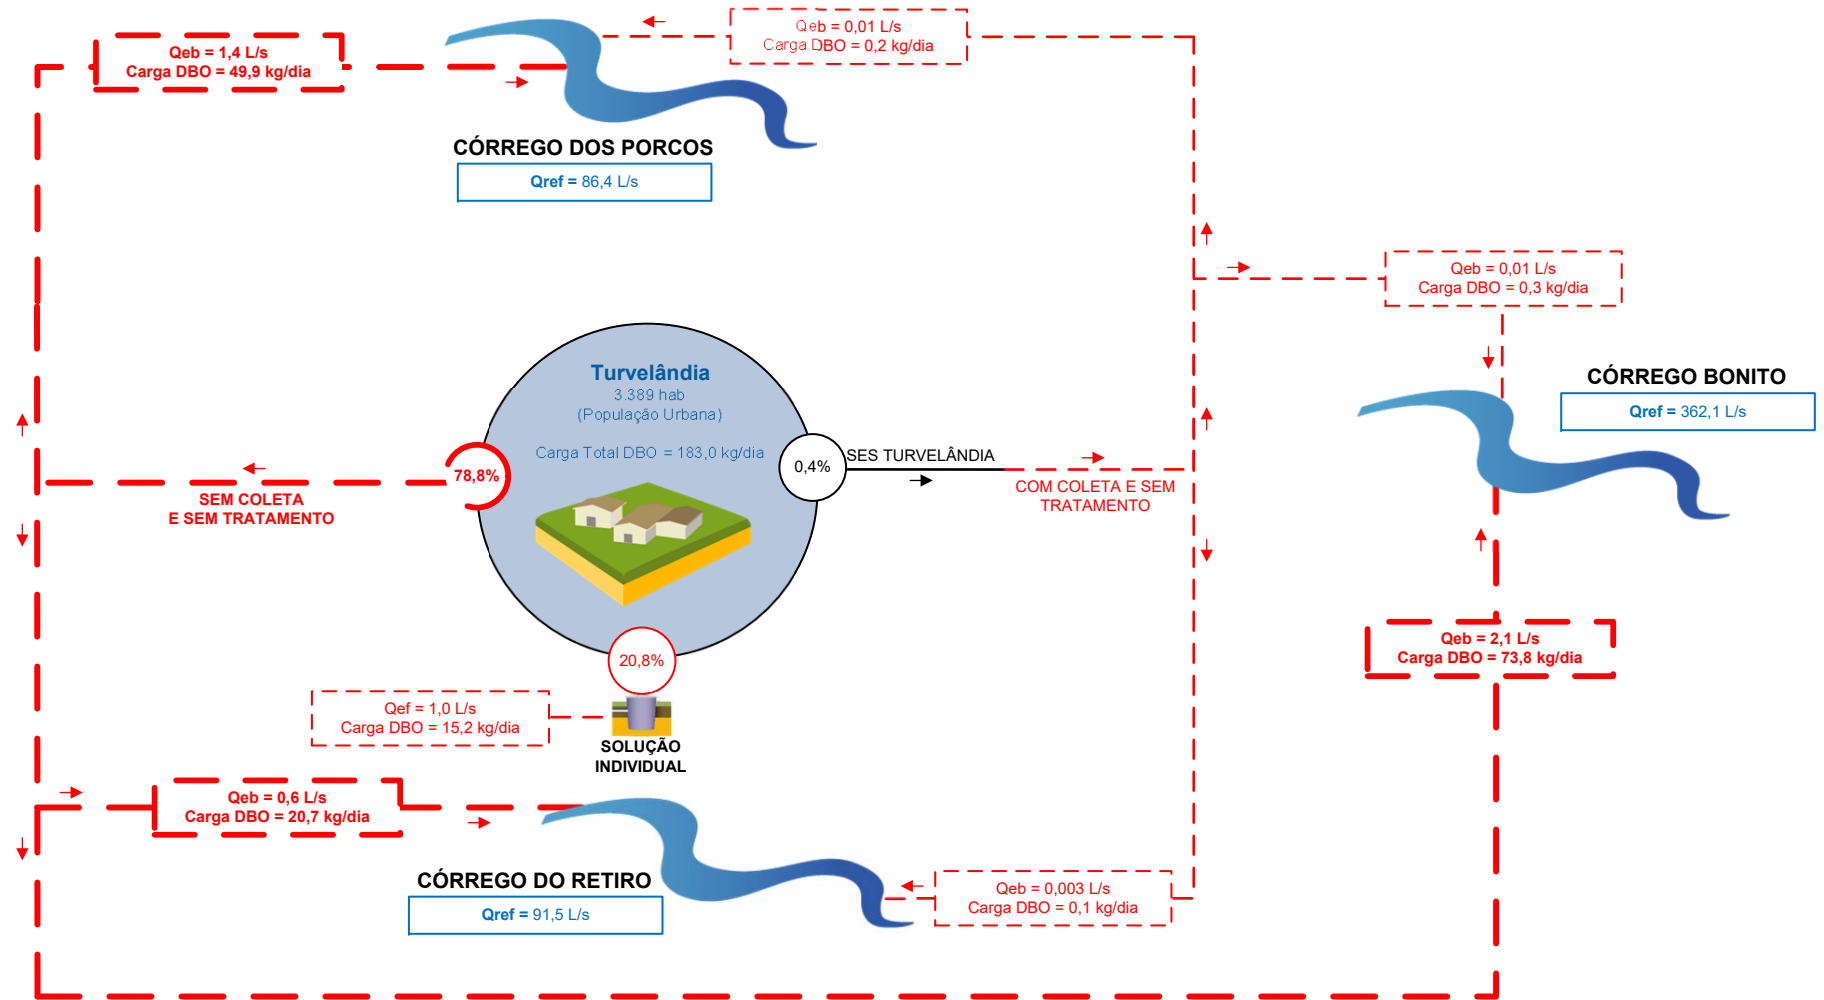 Qeb = 1,4 L/s
Carga DBO = 49,9 kg/dia
Qeb = 0,01 L/s
Carga DBO = 0,2 kg/dia
CÓRREGO DOS PORCOS
Qref = 86,4 L/s
Qeb = 0,01 L/s
Carga DBO = 0,3 kg/dia
CÓRREGO BONITO
Qref = 362,1 L/s
Turvelândia
3.389 hab
(População Urbana)
Carga Total DBO = 183,0 kg/dia
78,8%
0,4%
SES TURVELÂNDIA
COM COLETA E SEM
TRATAMENTO
SEM COLETA
E SEM TRATAMENTO
20,8%
Qeb = 2,1 L/s
Carga DBO = 73,8 kg/dia
Qef = 1,0 L/s
Carga DBO = 15,2 kg/dia
SOLUÇÃO
INDIVIDUAL
Qeb = 0,6 L/s
Carga DBO = 20,7 kg/dia
CÓRREGO DO RETIRO
Qref = 91,5 L/s
Qeb = 0,003 L/s
Carga DBO = 0,1 kg/dia